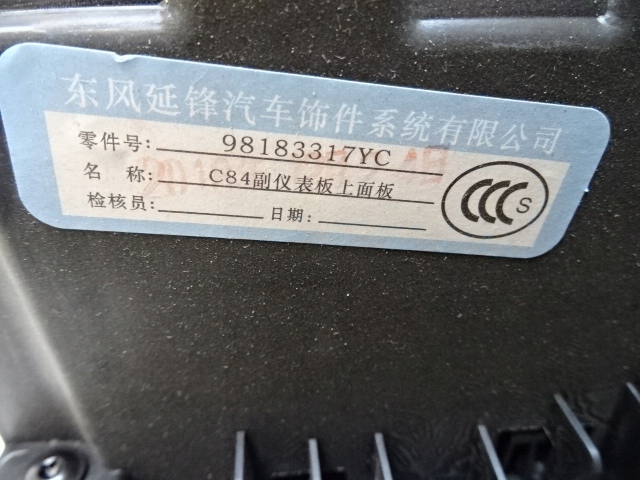 东风延锋汽车饰件系统有限公司
零件号: 98183317YC
名 称: C84副仪表板上面板
检核员: 日期:
CCC S